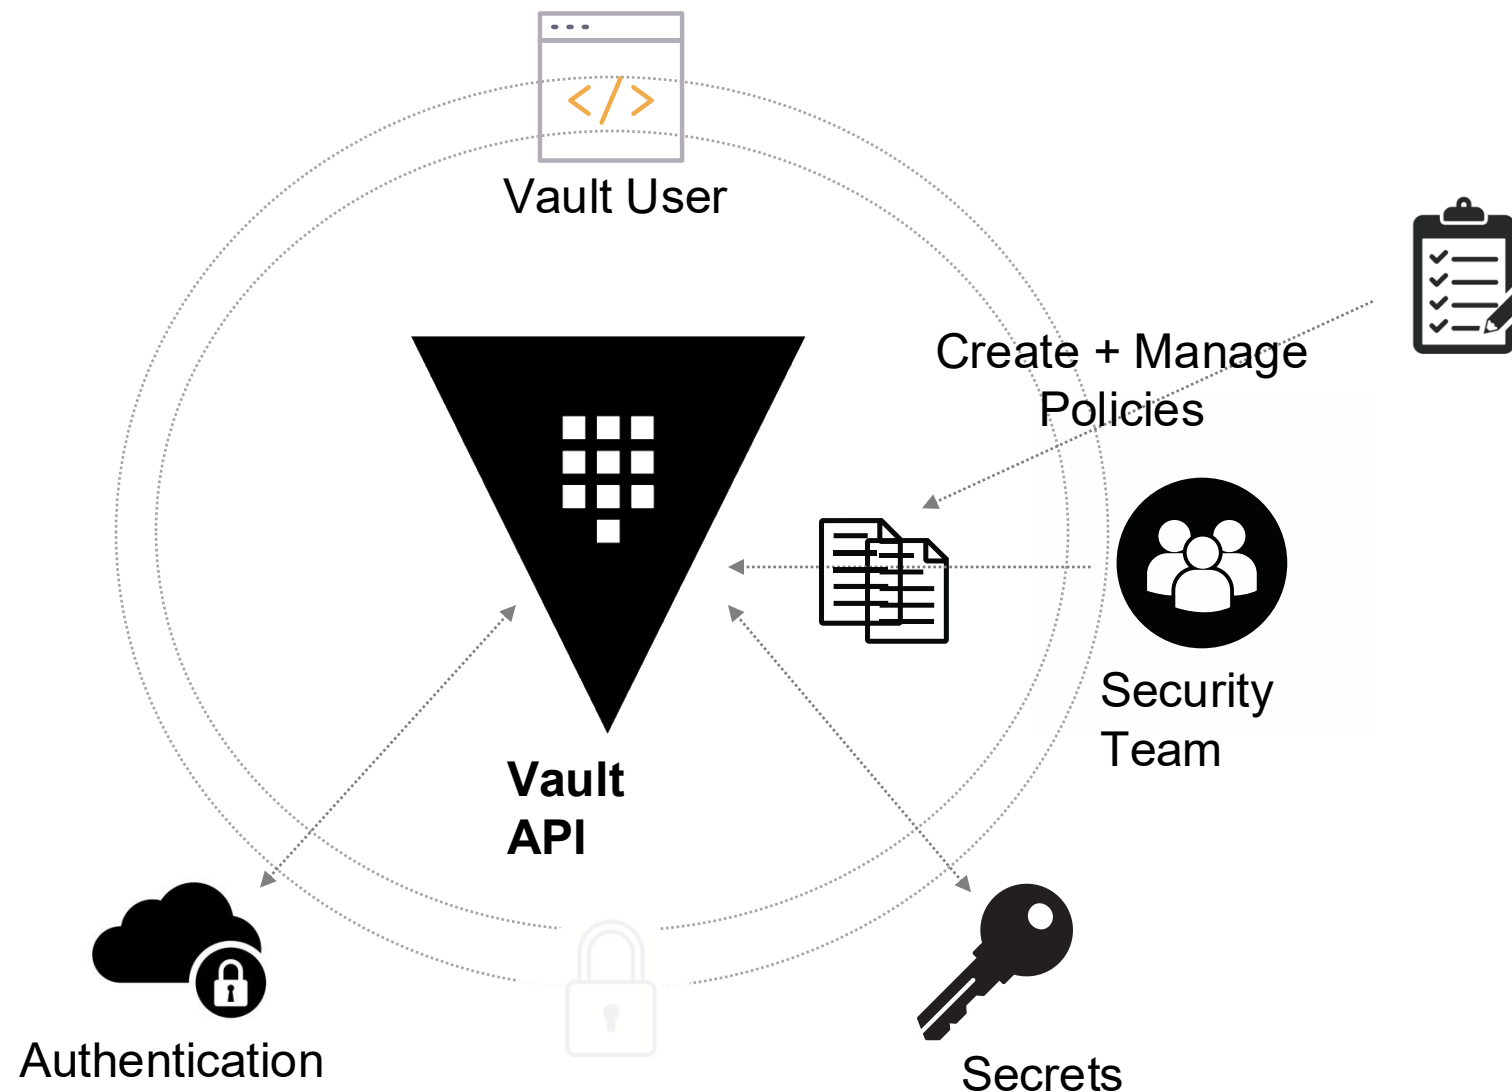 Vault User
Create + Manage
Policies
Security
Team
Vault
API
Authentication
Secrets